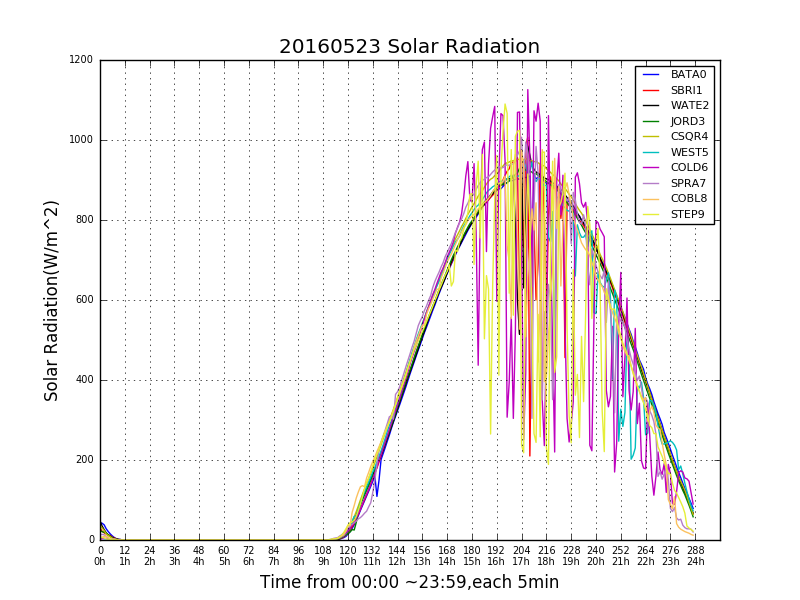 20160523 Solar Radiation
1200
1000
800
600
400
200
0
Solar Radiation(W/m^2)
BATA0
SBRI1
WATE2
JORD3
CSQR4
WEST5
COLD6
SPRA7
COBL8
STEP9
0 12 24 36 48 60 72 84 96 108 120 132 144 156 168 180 192 204 216 228 240 252 264 276 288
0h 1h 2h 3h 4h 5h 6h 7h 8h 9h 10h 11h 12h 13h 14h 15h 16h 17h 18h 19h 20h 21h 22h 23h 24h
Time from 00:00 ~23:59,each 5min